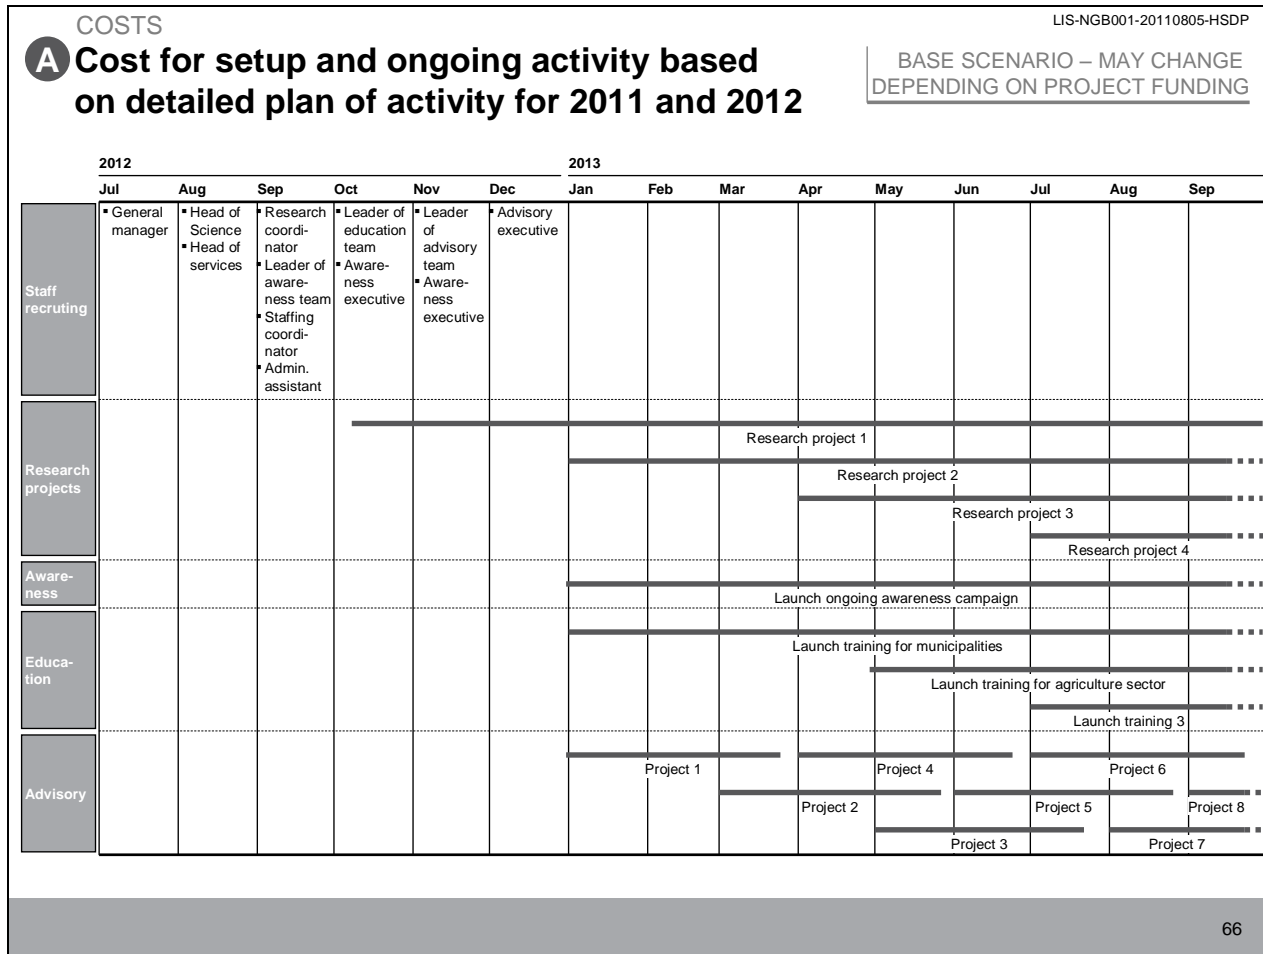 COSTS
LIS-NGB001-20110805-HSDP
A
Cost for setup and ongoing activity based
on detailed plan of activity for 2011 and 2012
BASE SCENARIO – MAY CHANGE
DEPENDING ON PROJECT FUNDING
2012 2013
Jul Aug Sep Oct Nov Dec Jan Feb Mar Apr May Jun Jul Aug Sep
Staff
recruting
▪ General
manager
▪ Head of
Science
▪ Head of
services
▪ Research
coordi-
nator
▪ Leader of
aware-
ness team
▪ Staffing
coordi-
nator
▪ Admin.
assistant
▪ Leader of
education
team
▪ Aware-
ness
executive
▪ Leader
of
advisory
team
▪ Aware-
ness
executive
▪ Advisory
executive
Research
projects
Research project 1
Research project 2
Research project 3
Research project 4
Aware-
ness
Launch ongoing awareness campaign
Educa-
tion
Launch training for municipalities
Launch training for agriculture sector
Launch training 3
Advisory
Project 1 Project 4 Project 6
Project 2 Project 5 Project 8
Project 3 Project 7
66